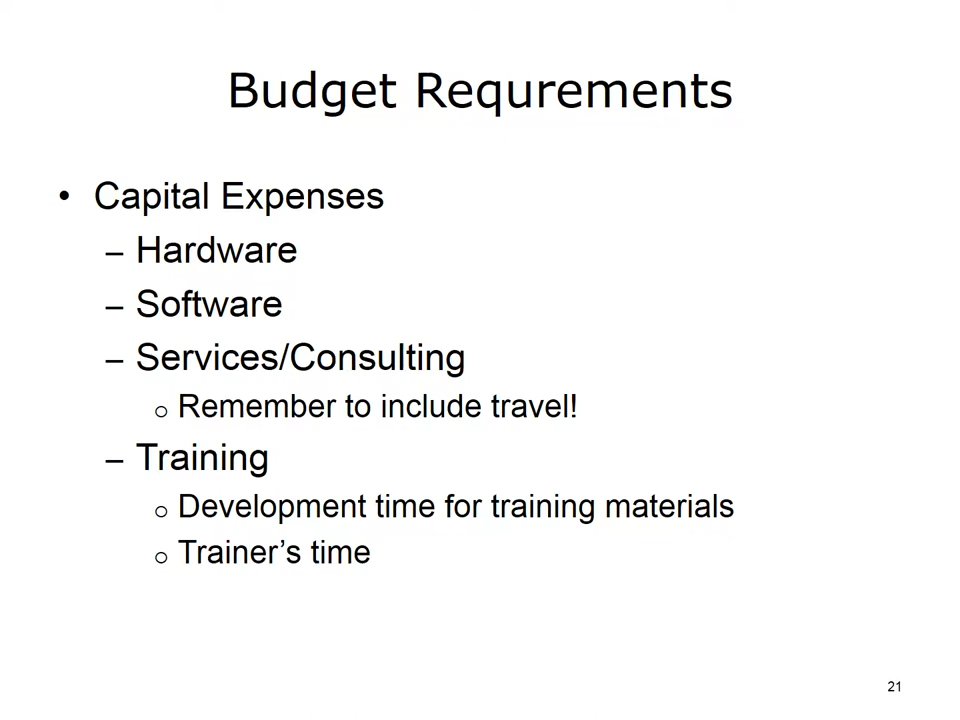 Budget Requrements
• Capital Expenses
– Hardware
– Software
– Services/Consulting
o Remember to include travel!
– Training
o Development time for training materials
o Trainer’s time
21